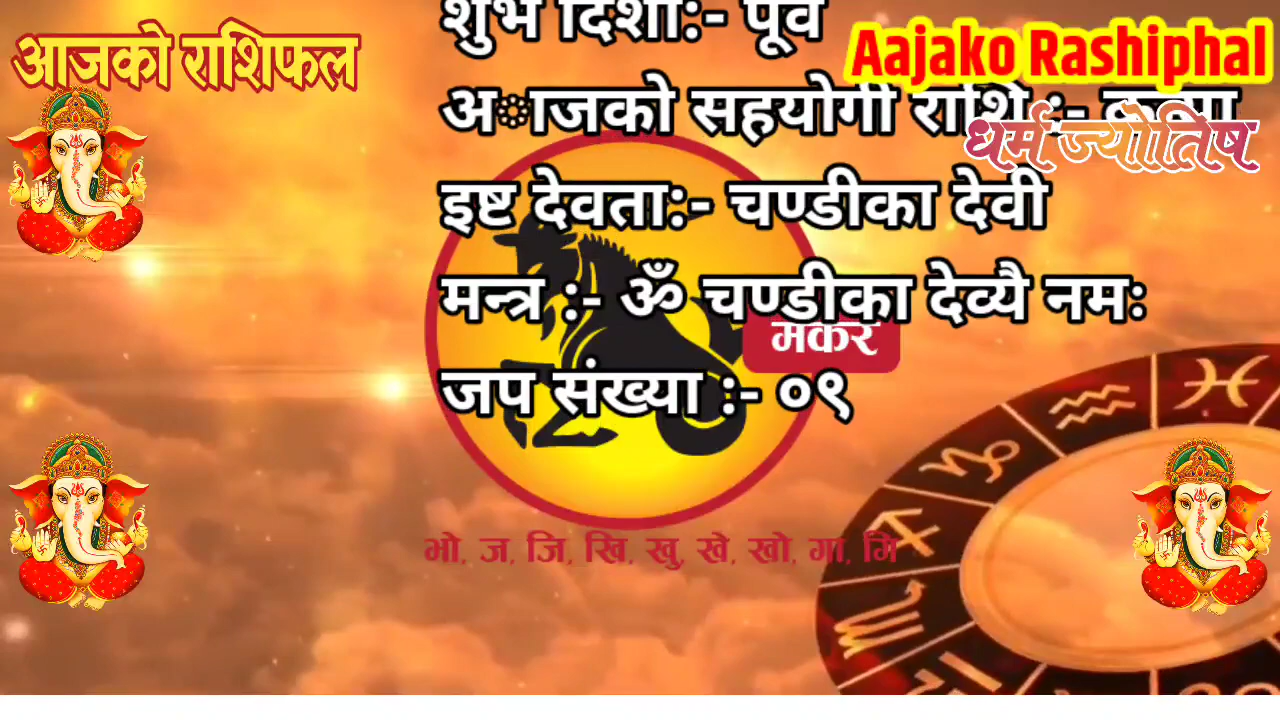 आजको राशिफल
Aajako Rashiphal
धर्म ज्योतिष
शुभ दिशा:- पूर्व
अाजको सहयोगी राशि :-
इष्ट देवता:- चण्डीका देवी
मन्त्र :- ॐ चण्डीका देव्यै नमः
मकर
जप संख्या :- ०९
भो, ज, जि, खि, खु, खे, खो, गा, गि